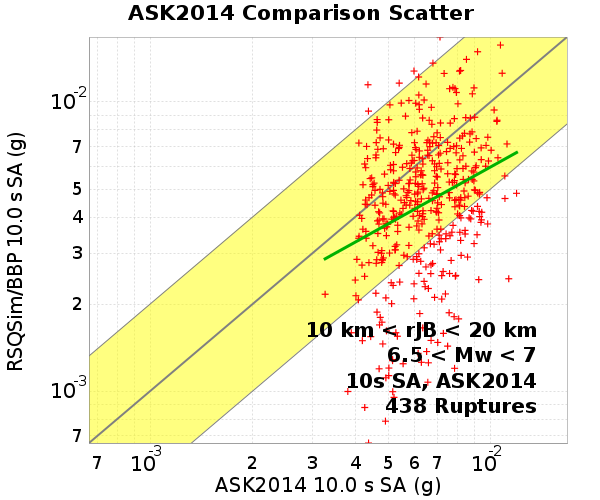 ASK2014 Comparison Scatter
RSQSim/BBP 10.0 s SA (g)
10-2
7
5
4
3
2
10-3
7
10 km < rJB < 20 km
6.5 < Mw < 7
10s SA, ASK2014
438 Ruptures
7 10-3 2 3 4 5 6 7 10-2
ASK2014 10.0 s SA (g)